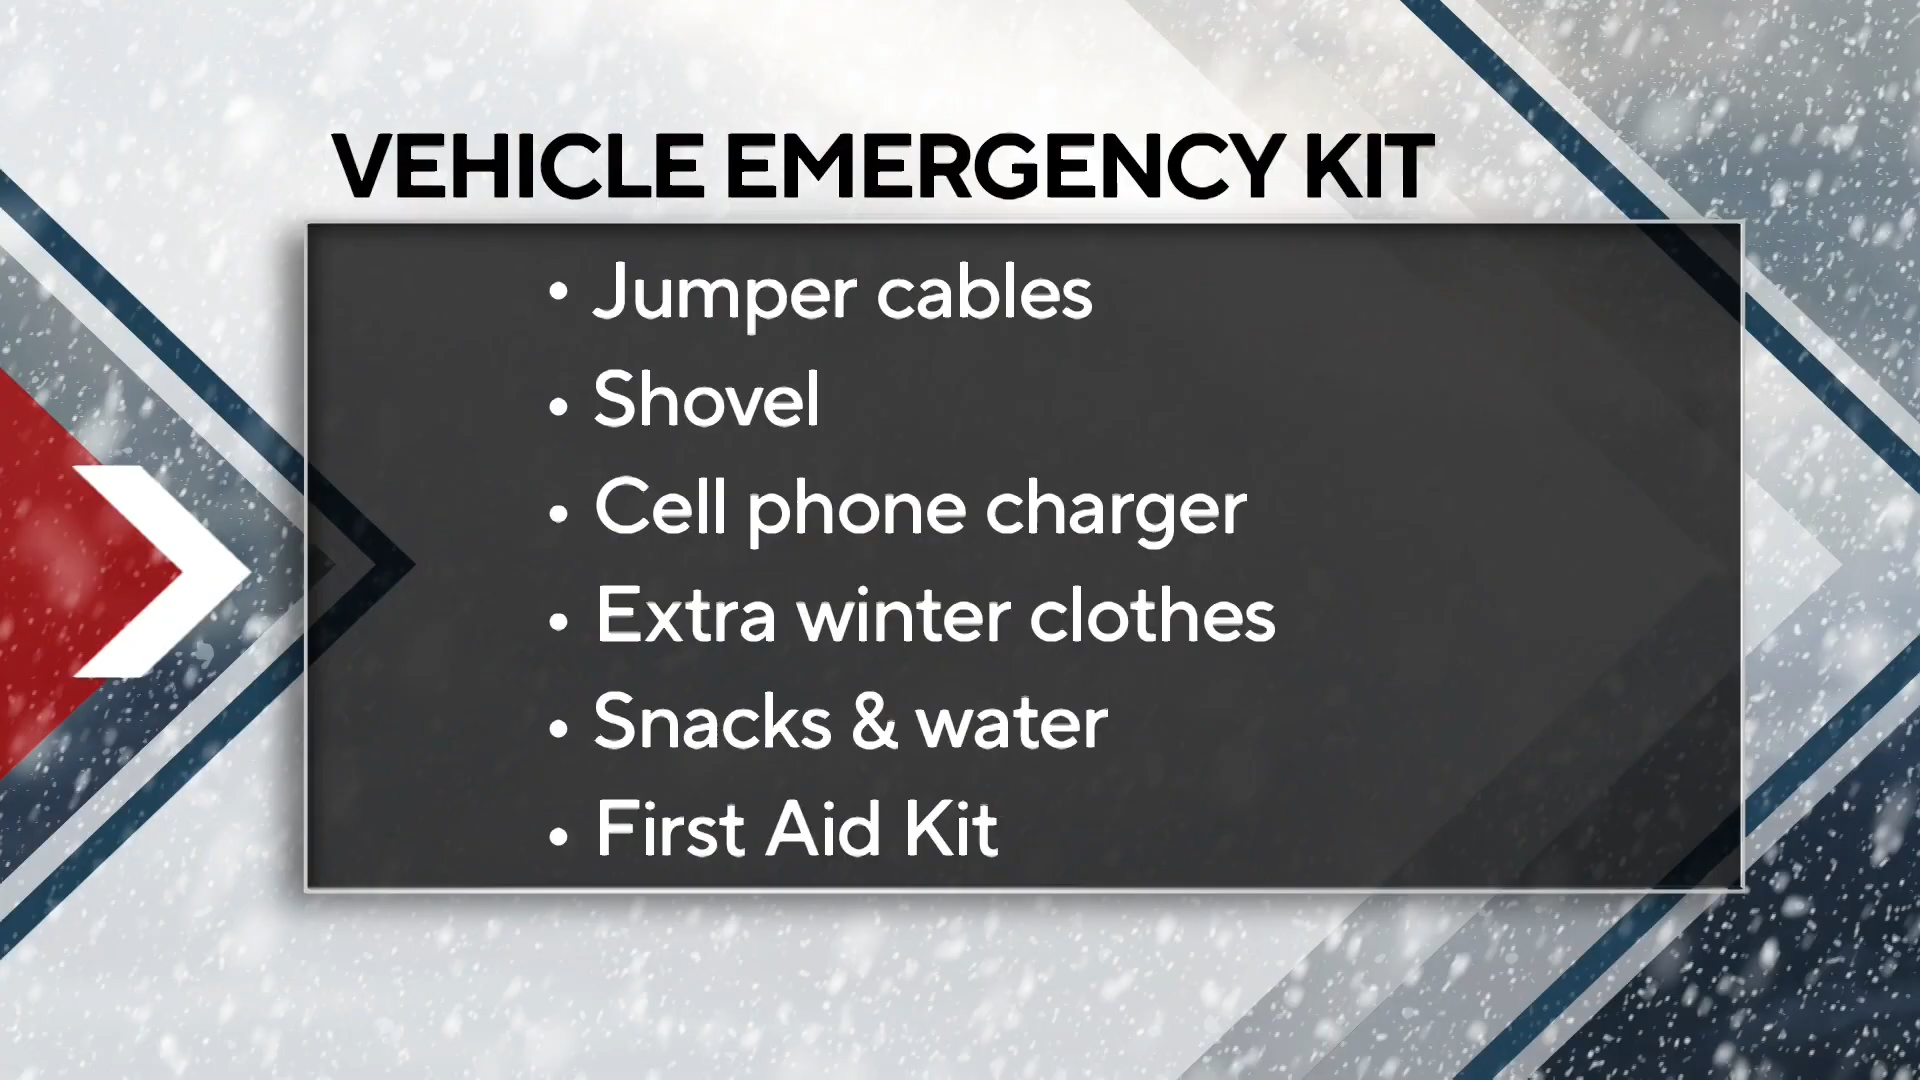 VEHICLE EMERGENCY KIT
• Jumper cables
• Shovel
• Cell phone charger
• Extra winter clothes
• Snacks & water
• First Aid Kit